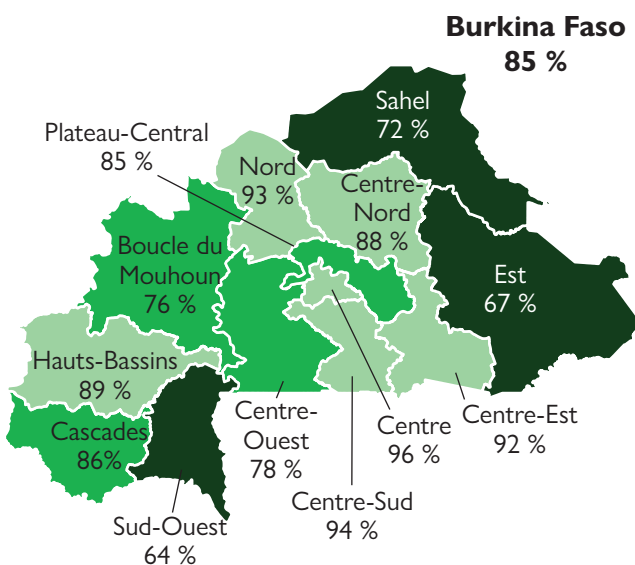 Burkina Faso
85 %
Sahel
72 %
Plateau-Central
85 %
Nord
93 %
Centre-
Nord
88 %
Boucle du
Mouhoun
76 %
Est
67 %
Hauts-Bassins
89 %
Cascades
86%
Centre-
Ouest
78 %
Centre
96 %
Centre-Est
92 %
Centre-Sud
94 %
Sud-Ouest
64 %